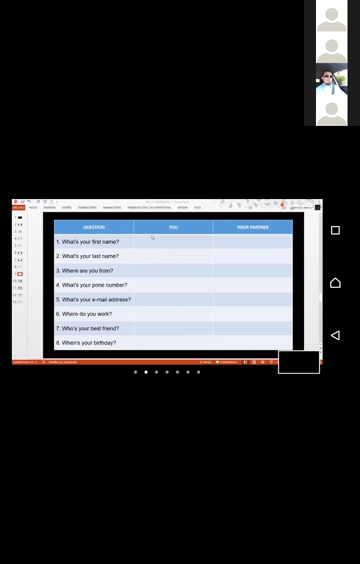 QUESTION YOU YOUR PARTNER
1. What's your first name?
2. What's your last name?
3. Where are you from?
4. What's your pone number?
5. What's your e-mail address?
6. Where do you work?
7. Who's your best friend?
8. When's your birthday?